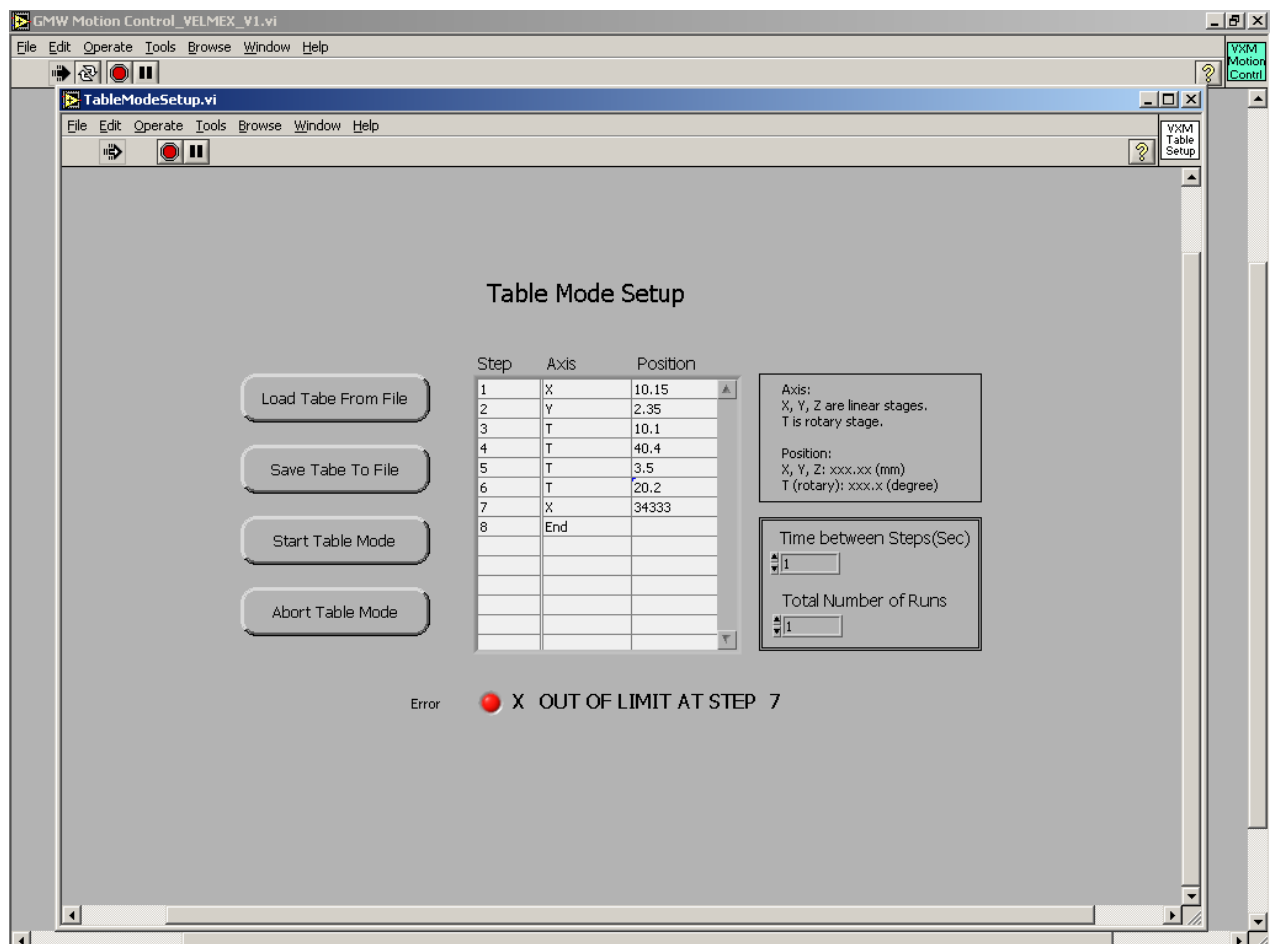 GMW Motion Control_VELMEX_V1.vi
File Edit Operate Tools Browse Window Help
VXM
Motion
Contrl
TableModeSetup.vi
File Edit Operate Tools Browse Window Help
VXM
Table
Setup
Table Mode Setup
Step Axis Position
1 X 10.15
2 Y 2.35
3 T 10.1
4 T 40.4
5 T 3.5
6 T 20.2
7 X 34333
8 End
Load Tabe From File
Save Tabe To File
Start Table Mode
Abort Table Mode
Axis:
X, Y, Z are linear stages.
T is rotary stage.
Position:
X, Y, Z: xxx.xx (mm)
T (rotary): xxx.x (degree)
Time between Steps(Sec)
1
Total Number of Runs
1
Error X OUT OF LIMIT AT STEP 7